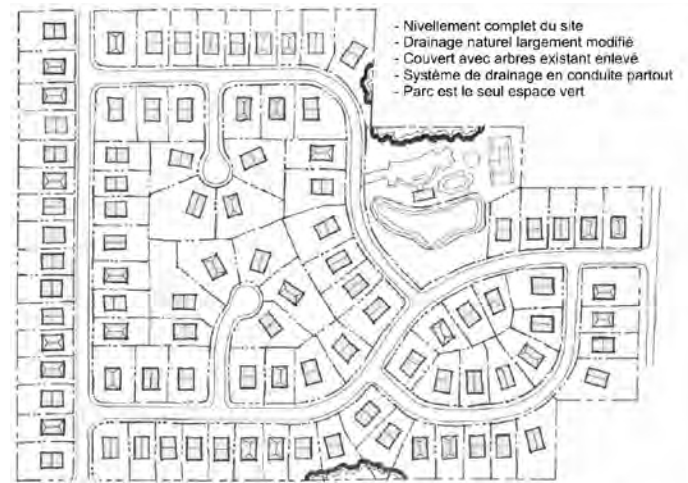 - Nivellement complet du site
- Drainage naturel largement modifié
- Couvert avec arbres existant enlevé
- Système de drainage en conduite partout
- Parc est le seul espace vert